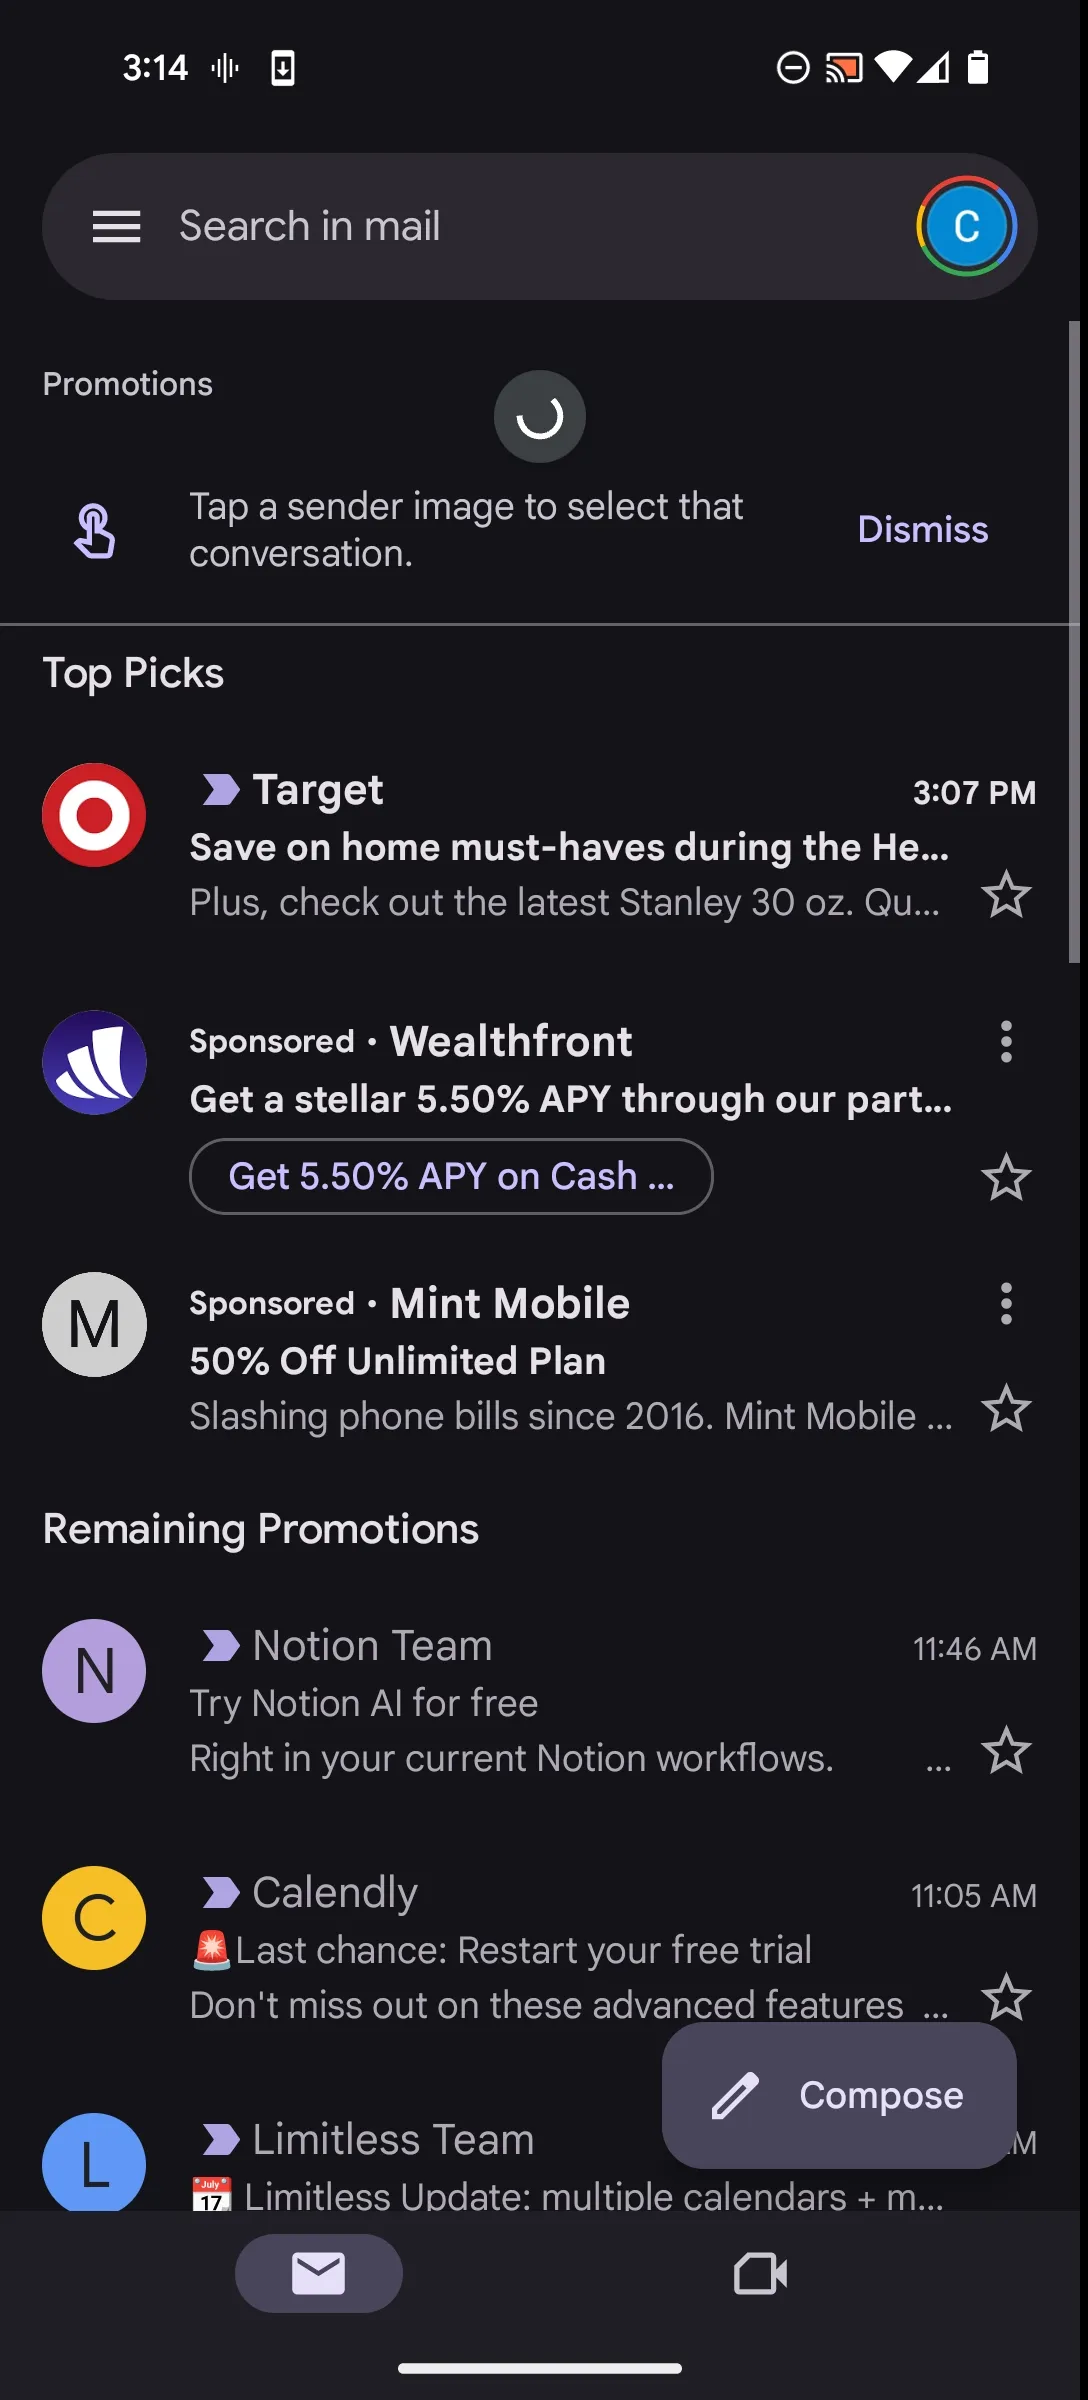 3:14
Search in mail
C
Promotions
Tap a sender image to select that
conversation.
Dismiss
Top Picks
Target
3:07 PM
Save on home must-haves during the He...
Plus, check out the latest Stanley 30 oz. Qu...
Sponsored · Wealthfront
Get a stellar 5.50% APY through our part...
Get 5.50% APY on Cash ...
M
Sponsored · Mint Mobile
50% Off Unlimited Plan
Slashing phone bills since 2016. Mint Mobile ...
Remaining Promotions
N
Notion Team
11:46 AM
Try Notion AI for free
Right in your current Notion workflows. ...
C
Calendly
11:05 AM
🚨Last chance: Restart your free trial
Don't miss out on these advanced features ...
Compose
L
Limitless Team
M
📅 Limitless Update: multiple calendars + m...